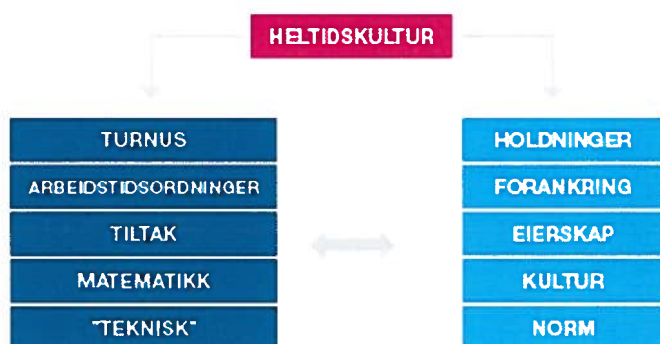 HELTIDSKULTUR
TURNUS
ARBEIDSTIDSORDNINGER
TILTAK
MATEMATIKK
"TEKNISK"
HOLDNINGER
FORANKRING
EIERSKAP
KULTUR
NORM